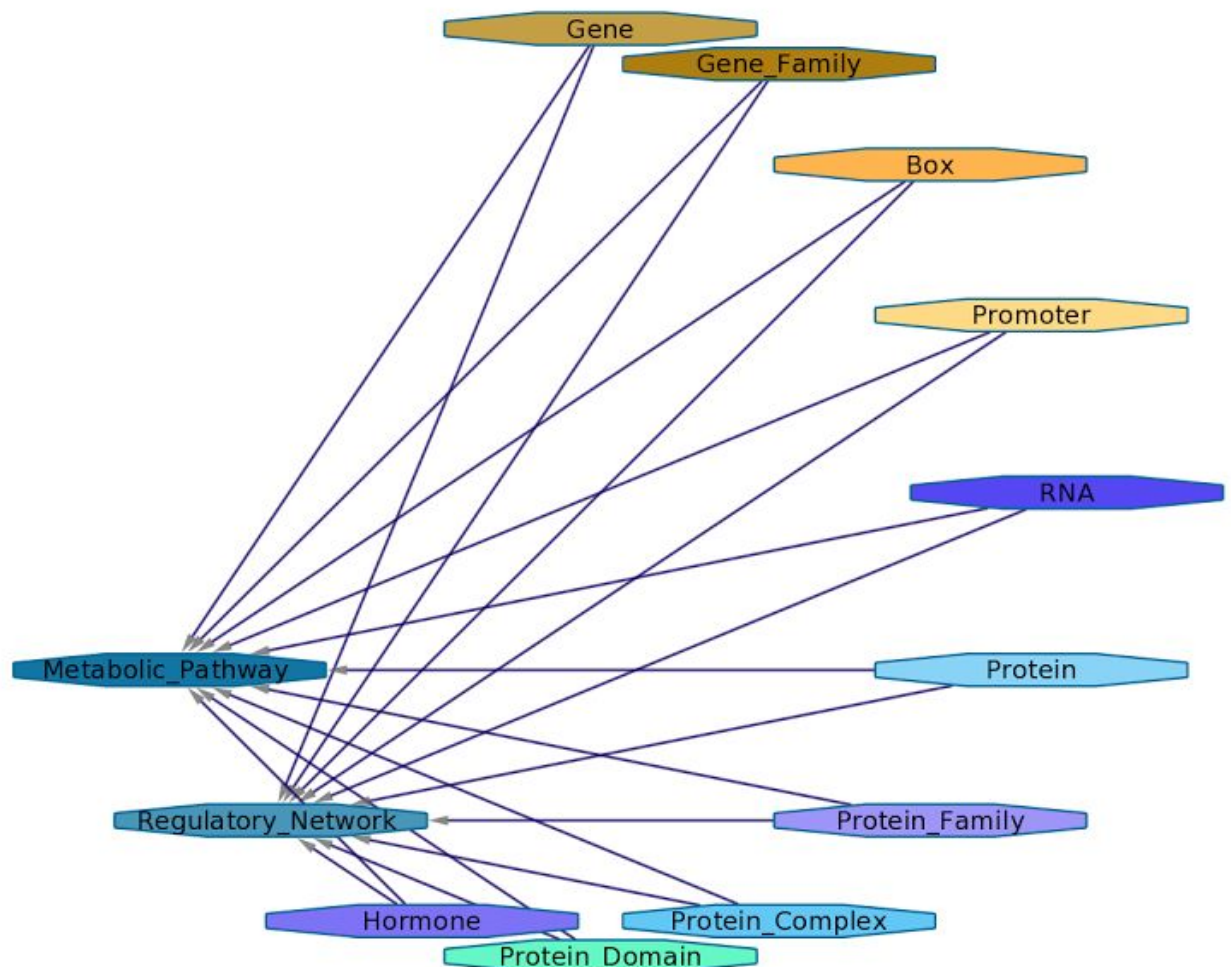 Gene
Gene_Family
Box
Promoter
RNA
Metabolic_Pathway
Protein
Regulatory_Network
Protein_Family
Hormone
Protein_Complex
Protein_Domain